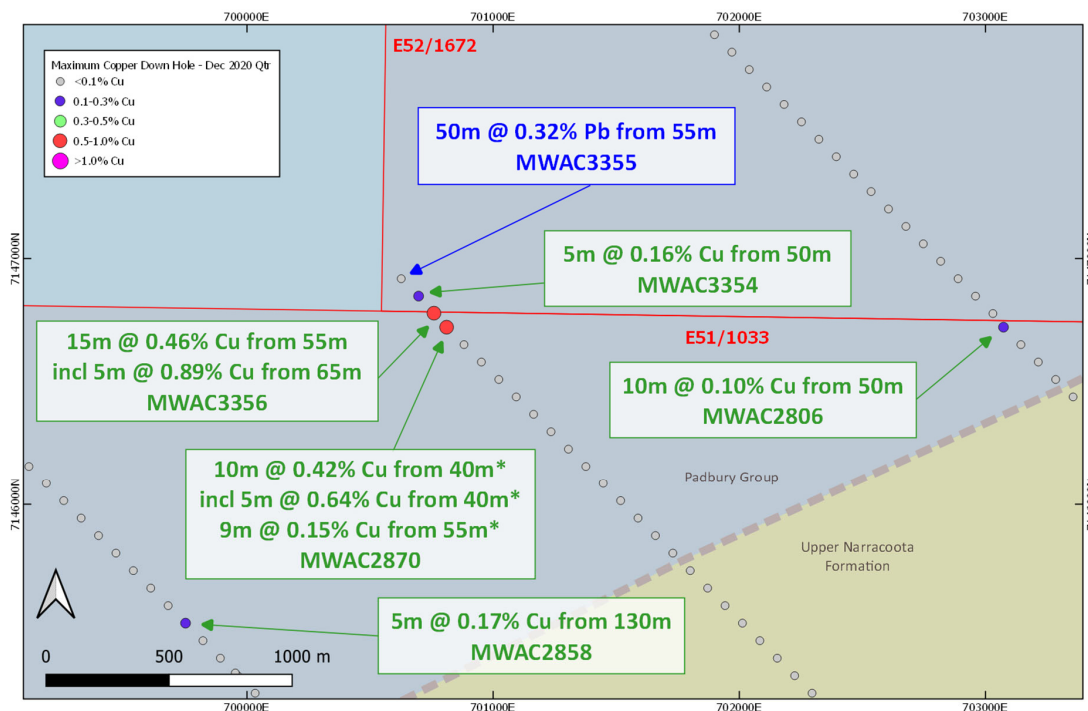 700000E
701000E
702000E
703000E
Maximum Copper Down Hole - Dec 2020 Qtr
<0.1% Cu
0.1-0.3% Cu
0.3-0.5% Cu
0.5-1.0% Cu
>1.0% Cu
E52/1672
50m @ 0.32% Pb from 55m
MWAC3355
7147000N
5m @ 0.16% Cu from 50m
MWAC3354
15m @ 0.46% Cu from 55m
incl 5m @ 0.89% Cu from 65m
MWAC3356
E51/1033
10m @ 0.10% Cu from 50m
MWAC2806
10m @ 0.42% Cu from 40m*
incl 5m @ 0.64% Cu from 40m*
9m @ 0.15% Cu from 55m*
MWAC2870
Padbury Group
7146000N
Upper Narracoota
Formation
5m @ 0.17% Cu from 130m
MWAC2858
0
500
1000 m
700000E
701000E
702000E
703000E